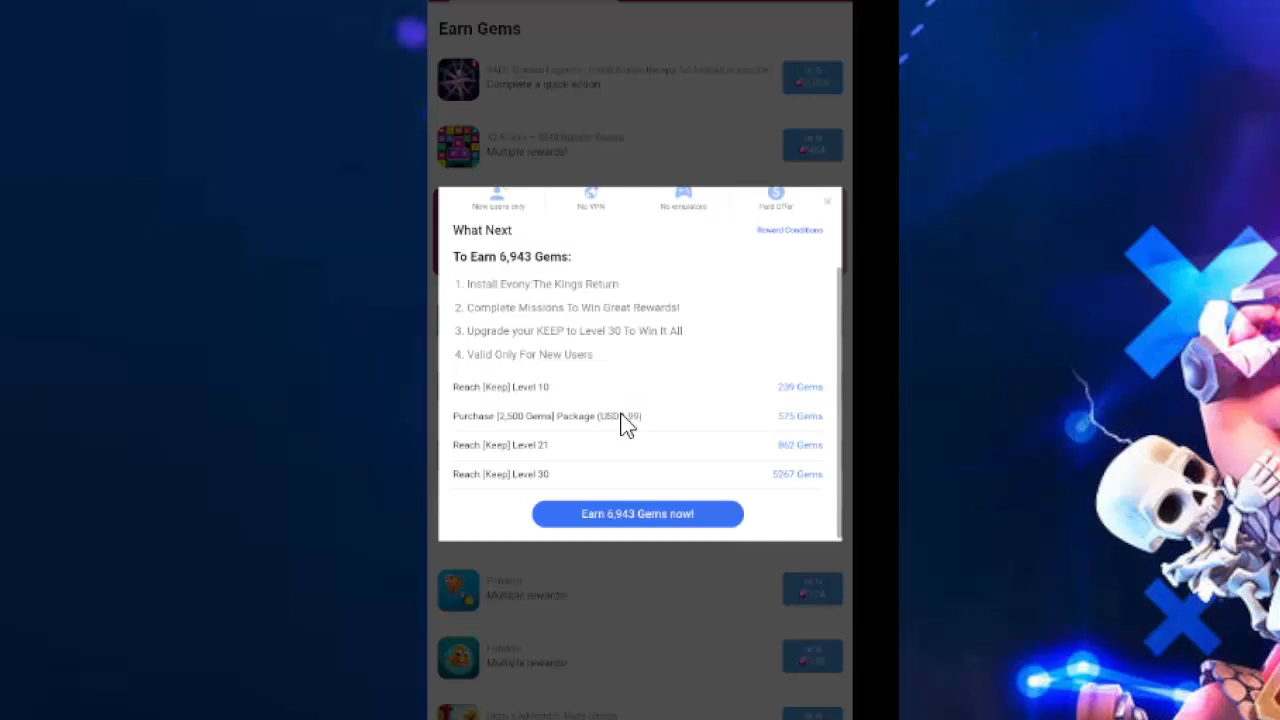 Earn Gems
Complete a quick action
Multiple rewards!
New users only
No VPN
No emulators
Paid Offer
What Next
Reward Conditions
To Earn 6,943 Gems:
1. Install Evony:The Kings Return
2. Complete Missions To Win Great Rewards!
3. Upgrade your KEEP to Level 30 To Win It All
4. Valid Only For New Users
Reach [Keep] Level 10
239 Gems
Purchase [2,500 Gems] Package
575 Gems
Reach [Keep] Level 21
862 Gems
Reach [Keep] Level 30
5267 Gems
Earn 6,943 Gems now!
Multiple rewards!
Multiple rewards!